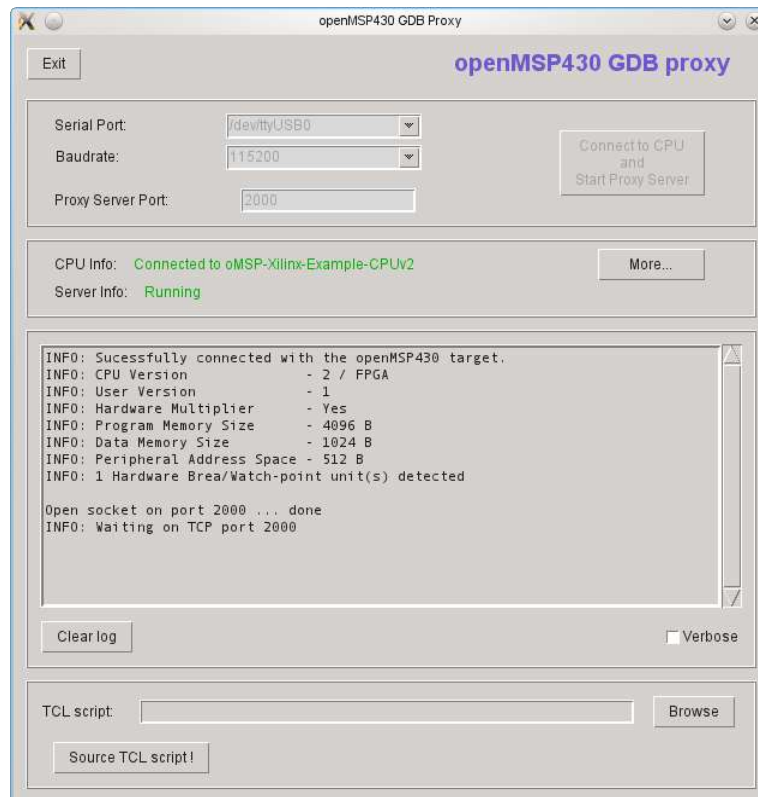 openMSP430 GDB Proxy
Exit
openMSP430 GDB proxy
Serial Port:
/dev/ttyUSB0
Baudrate:
115200
Connect to CPU
and
Start Proxy Server
Proxy Server Port:
2000
CPU Info: Connected to oMSP-Xilinx-Example-CPUv2
More...
Server Info: Running
INFO: Sucessfully connected with the openMSP430 target.
INFO: CPU Version - 2 / FPGA
INFO: User Version - 1
INFO: Hardware Multiplier - Yes
INFO: Program Memory Size - 4096 B
INFO: Data Memory Size - 1024 B
INFO: Peripheral Address Space - 512 B
INFO: 1 Hardware Brea/Watch-point unit(s) detected
Open socket on port 2000 ... done
INFO: Waiting on TCP port 2000
Clear log
Verbose
TCL script:
Browse
Source TCL script !